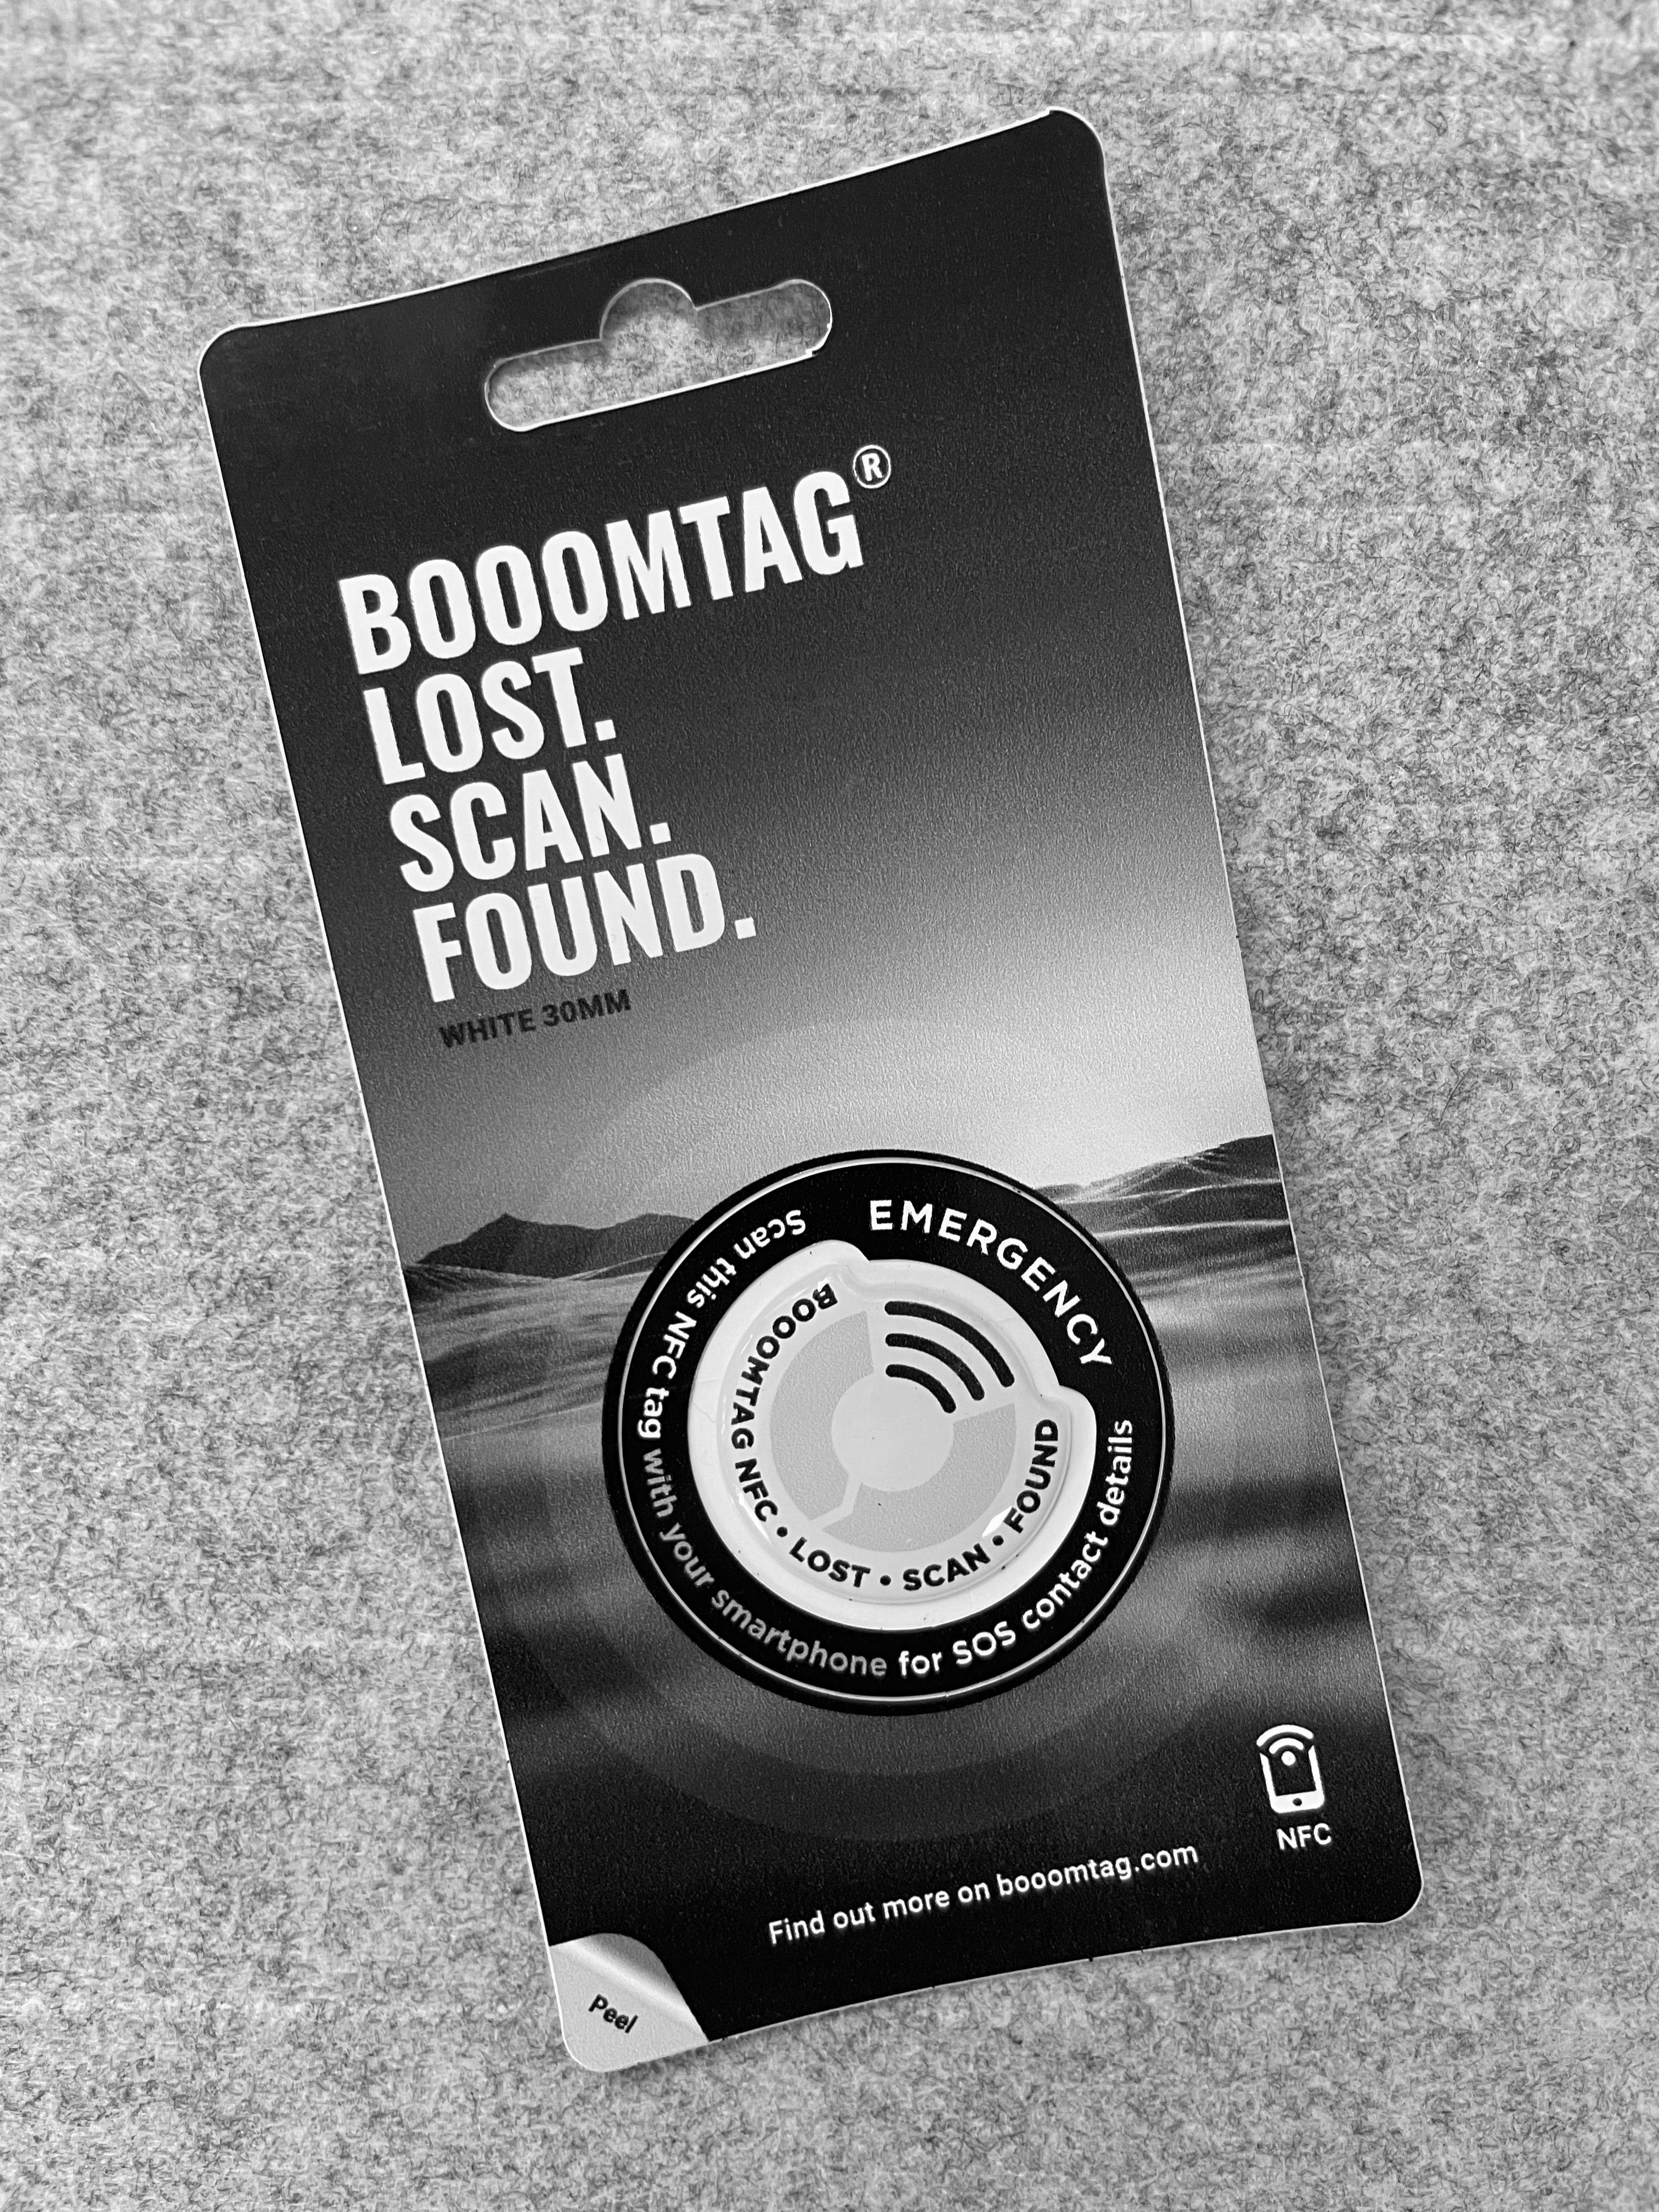 BOOOMTAG®
LOST.
SCAN.
FOUND.
WHITE 30MM
EMERGENCY
Scan this NFC tag with your smartphone for SOS contact details
BOOOMTAG NFC • LOST • SCAN • FOUND
NFC
Find out more on booomtag.com
Peel